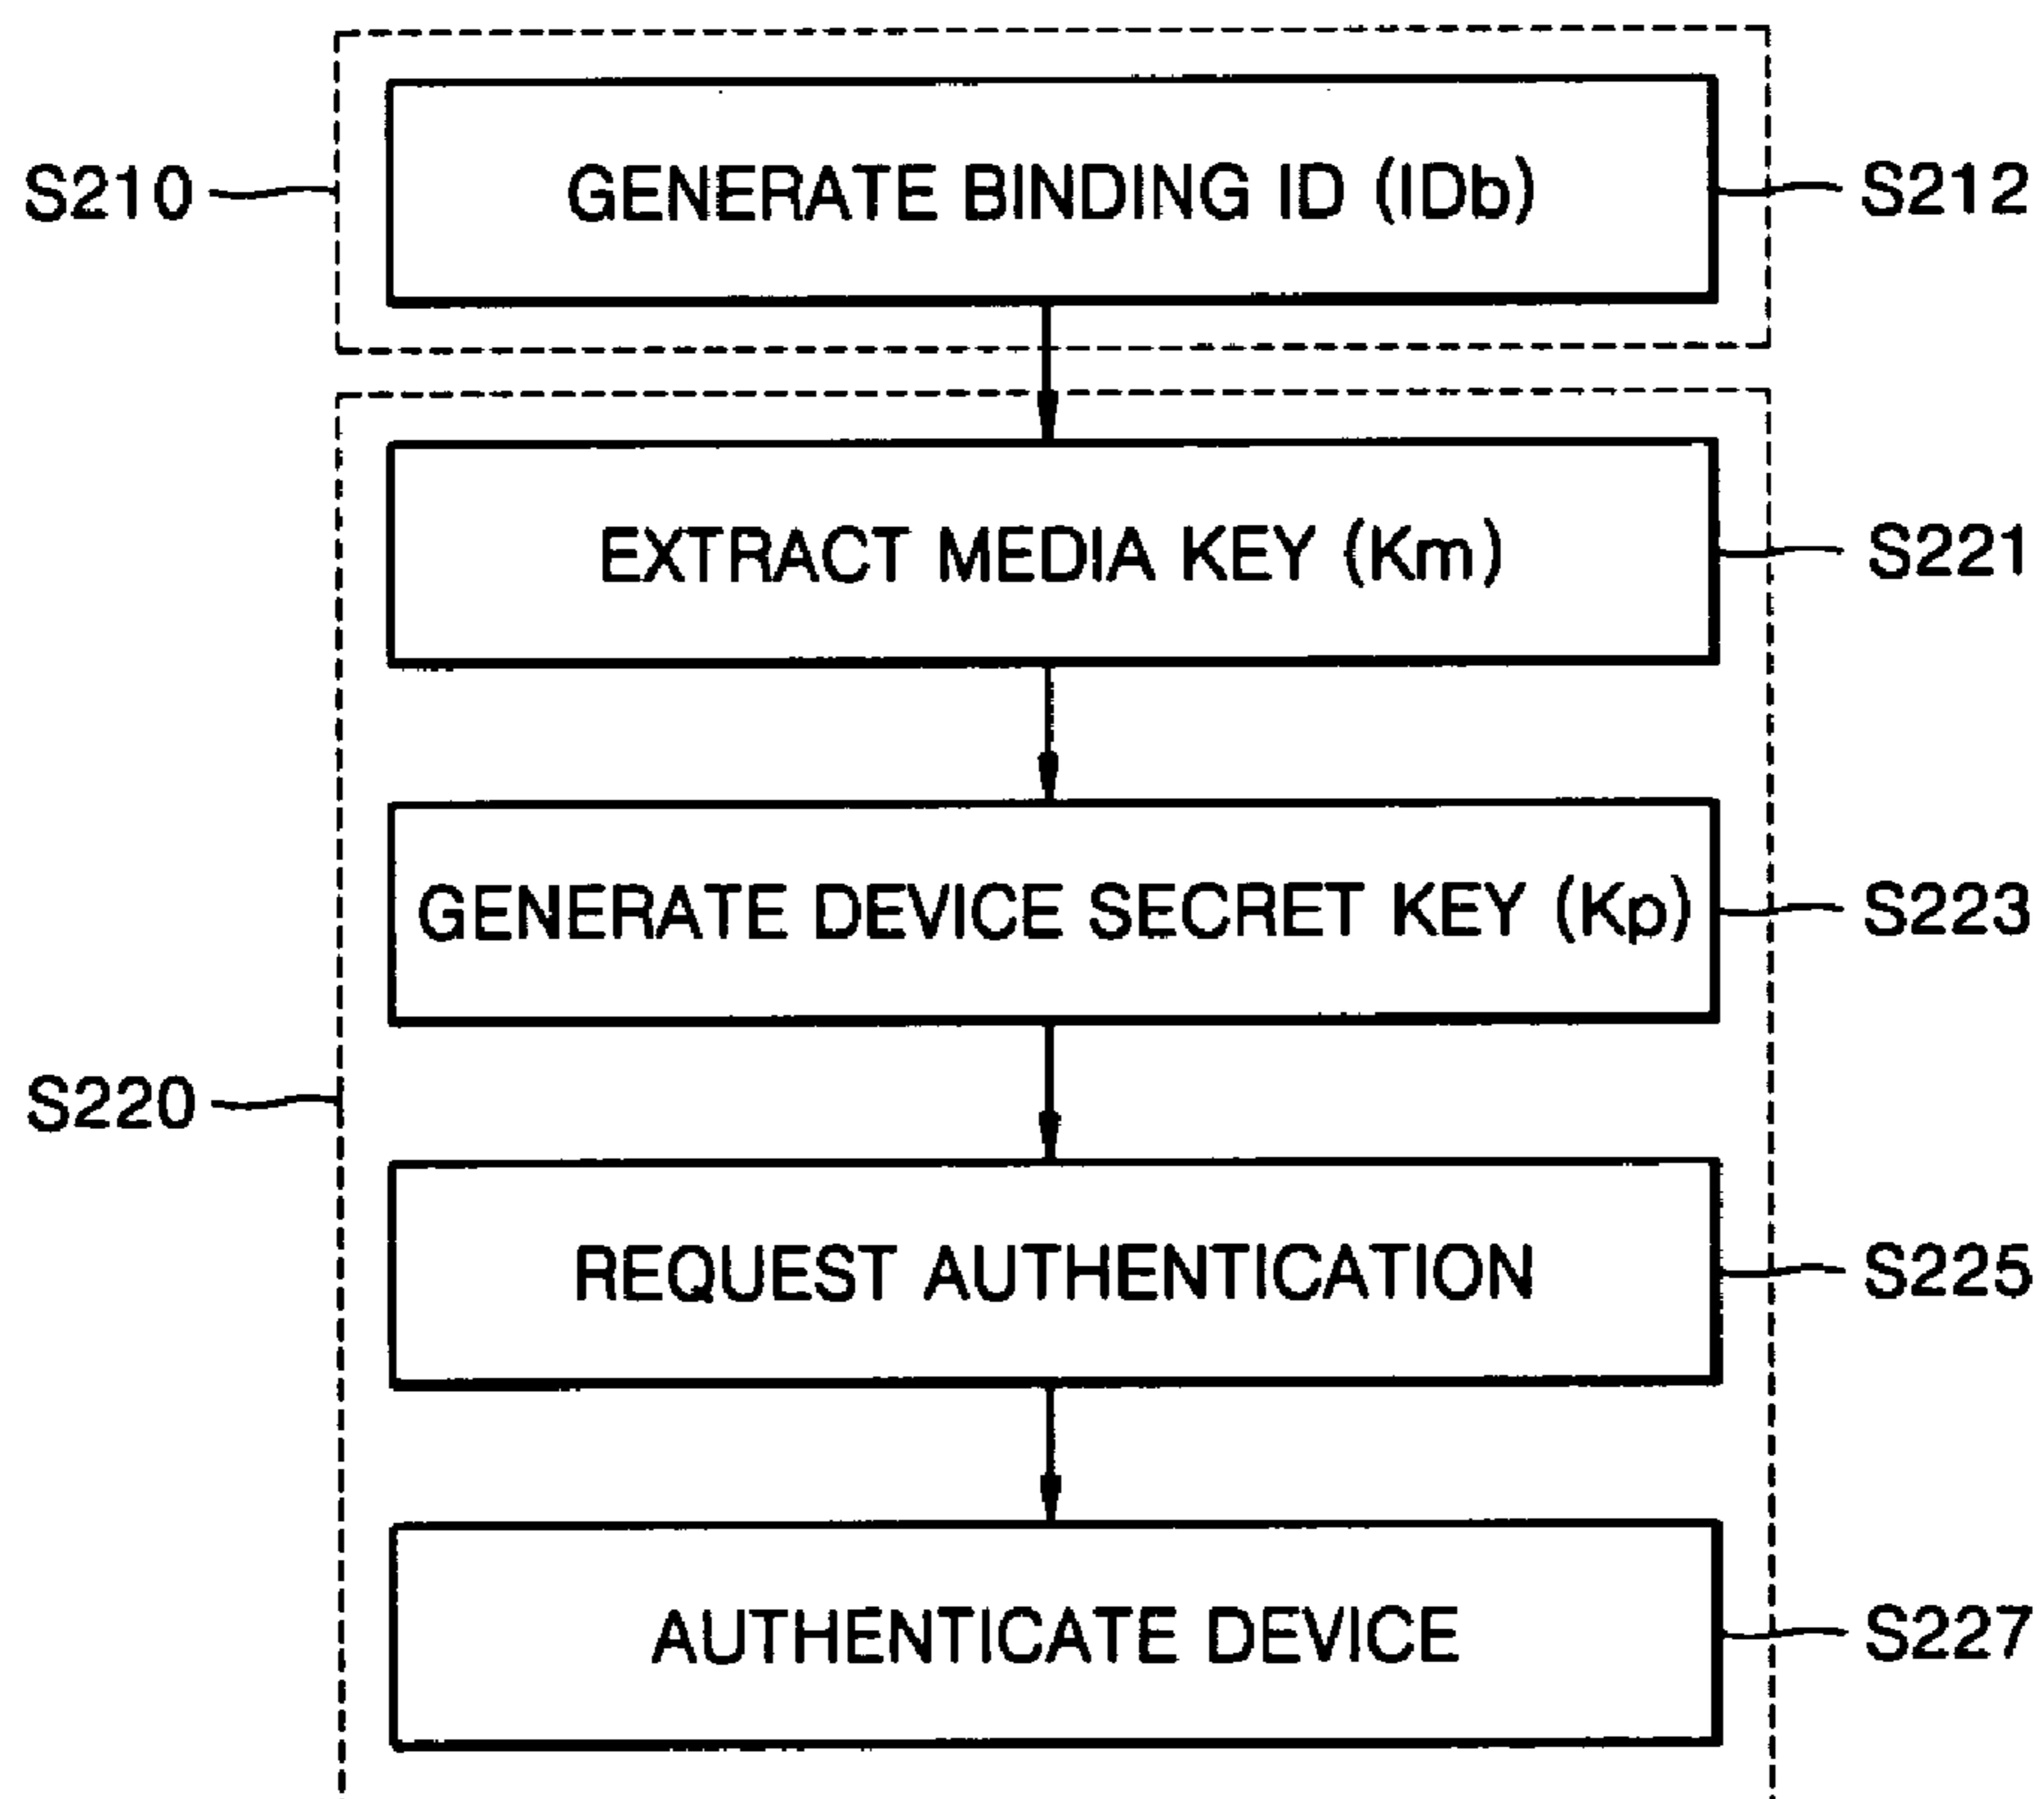 S210
GENERATE BINDING ID (IDb)
S212
EXTRACT MEDIA KEY (Km)
S221
GENERATE DEVICE SECRET KEY (Kp)
S223
S220
REQUEST AUTHENTICATION
S225
AUTHENTICATE DEVICE
S227